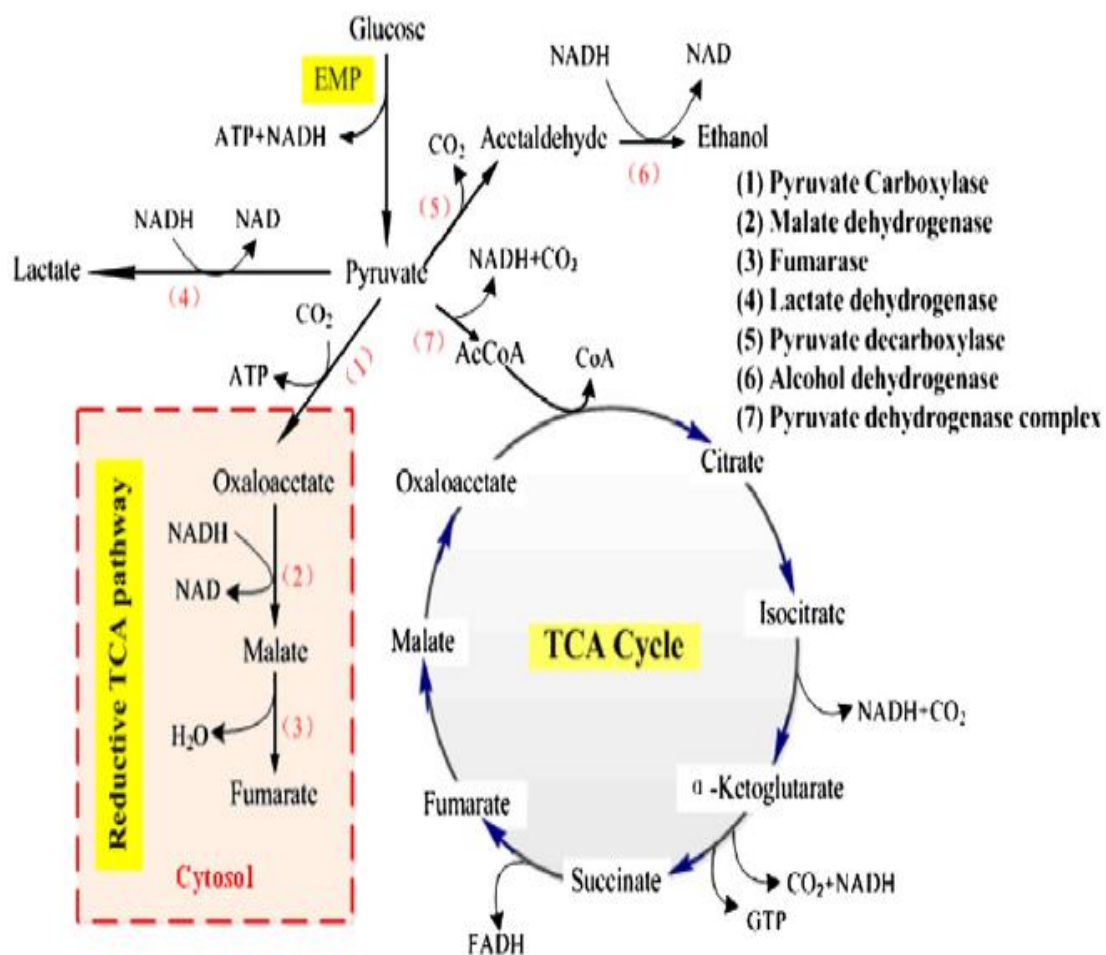 Glucose
EMP
ATP+NADH
NADH
NAD
CO2
Acctaldehydc
Ethanol
(6)
(5)
(1) Pyruvate Carboxylase
(2) Malate dehydrogenase
(3) Fumarase
(4) Lactate dehydrogenase
(5) Pyruvate decarboxylase
(6) Alcohol dehydrogenase
(7) Pyruvate dehydrogenase complex
NADH
NAD
Lactate
(4)
Pyruvate
NADH+CO2
(7)
AcCoA
CoA
CO2
ATP
(1)
Reductive TCA pathway
Oxaloacetate
NADH
NAD
(2)
Malate
H2O
(3)
Fumarate
Cytosol
TCA Cycle
Citrate
Isocitrate
NADH+CO2
α-Kctoglutarate
CO2+NADH
GTP
Succinate
FADH
Fumarate
Malate
Oxaloacetate